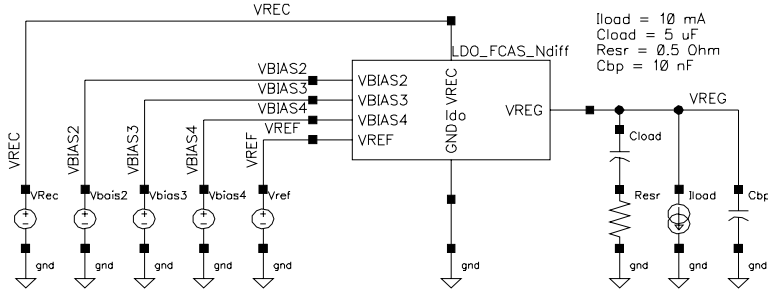 VREC
Iload = 10 mA
Cload = 5 uF
Resr = 0.5 Ohm
Cbp = 10 nF
LDO_FCAS_Ndiff
VBIAS2
VBIAS3
VBIAS4
VREF
VBIAS2
VBIAS3
VBIAS4
VREF
VREC
ldo
GND
VREG
VREG
VREC
VBIAS2
VBIAS3
VBIAS4
VREF
Cload
VRec
Vbais2
Vbias3
Vbias4
Vref
Resr
Iload
Cbp
gnd
gnd
gnd
gnd
gnd
gnd
gnd
gnd
gnd